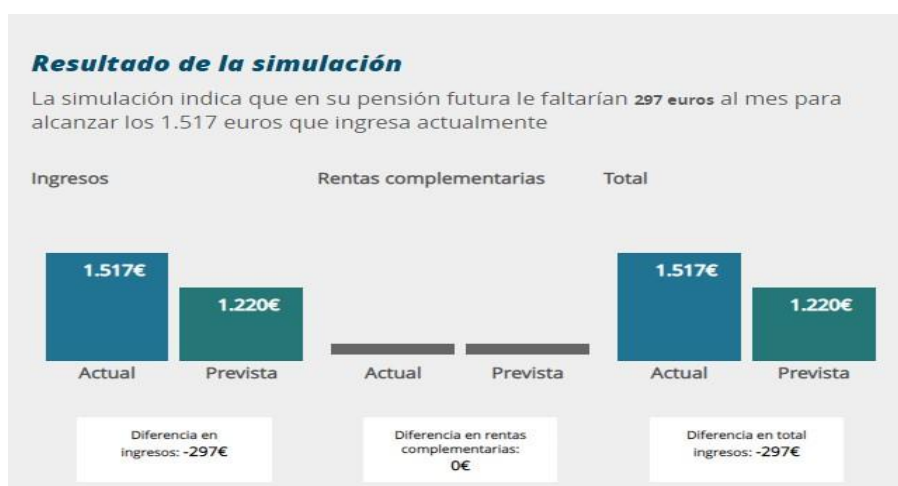 Resultado de la simulación
La simulación indica que en su pensión futura le faltarían 297 euros al mes para
alcanzar los 1.517 euros que ingresa actualmente
Ingresos
Rentas complementarias
Total
1.517€
1.220€
1.517€
1.220€
Actual
Prevista
Actual
Prevista
Actual
Prevista
Diferencia en
ingresos: -297€
Diferencia en rentas
complementarias:
0€
Diferencia en total
ingresos: -297€